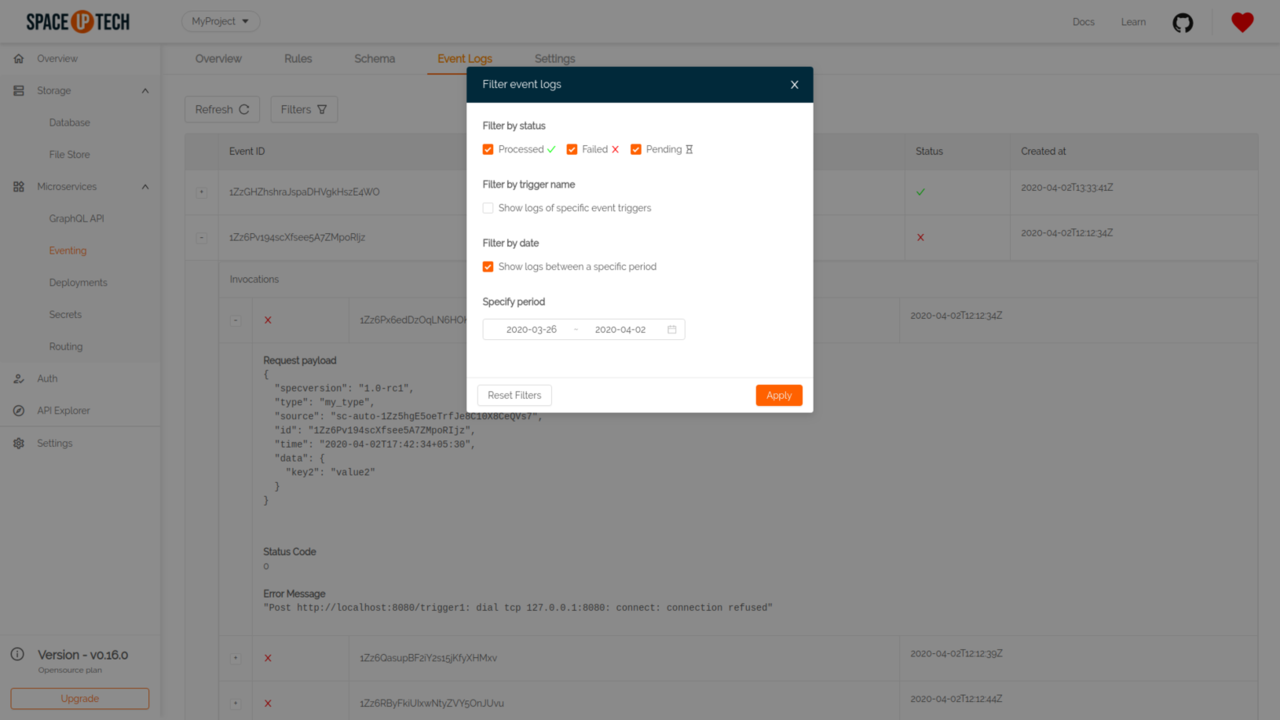 SPACE UP TECH
MyProject
Docs
Learn
Overview
Storage
Database
File Store
Microservices
GraphQL API
Eventing
Deployments
Secrets
Routing
Auth
API Explorer
Settings
Version - v0.16.0
Opensource plan
Upgrade
Overview
Rules
Schema
Event Logs
Settings
Refresh
Filters
Event ID
Status
Created at
1ZzGHZhshraJspaDHVgkHszE4WO
2020-04-02T13:33:41Z
1Zz6Pv194scXfsee5A7ZMpoRIjz
2020-04-02T12:12:34Z
Invocations
2020-04-02T12:12:34Z
Request payload
{
"specversion": "1.0-rc1",
"type": "my_type",
"id": "1Zz6Pv194scXfsee5A7ZMpoRIjz",
"time": "2020-04-02T17:42:34+05:30",
"data": {
"key2": "value2"
}
}
Status Code
0
Error Message
"Post http://localhost:8080/trigger1: dial tcp 127.0.0.1:8080: connect: connection refused"
1Zz6QasupBF2iY2s15jKfyXHMxv
2020-04-02T12:12:39Z
1Zz6RByFkiUIxwNtyZVY5OrJUvu
2020-04-02T12:12:44Z
Filter event logs
X
Filter by status
Processed
Failed
Pending
Filter by trigger name
Show logs of specific event triggers
Filter by date
Show logs between a specific period
Specify period
2020-03-26 ~ 2020-04-02
Reset Filters
Apply